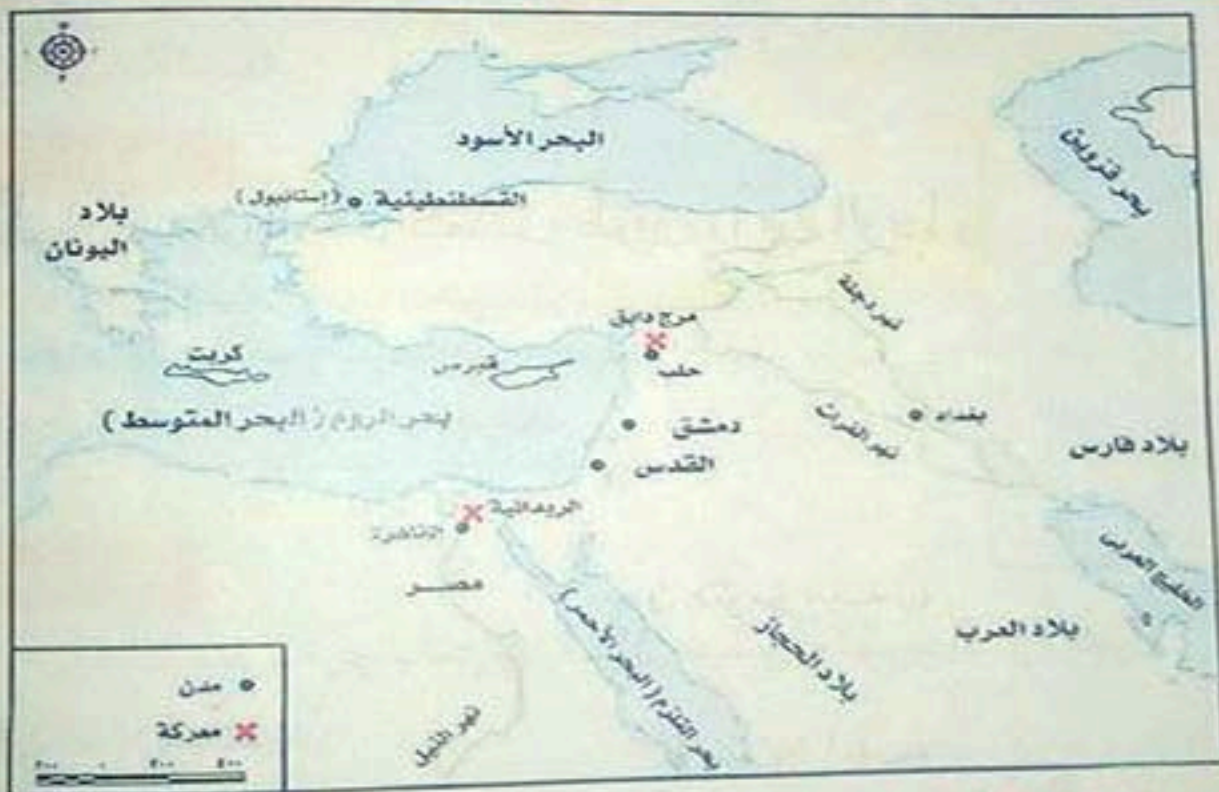 البحر الأسود
بحر قزوين
القسطنطينية (إستانبول)
بلاد
اليونان
نهر دجلة
مرج دابق
حلب
كريت
قبرص
بحر الروم (البحر المتوسط)
دمشق
القدس
نهر الفرات
بغداد
بلاد فارس
الريدانية
القاهرة
مصر
الخليج العربي
بلاد العرب
بلاد الحجاز
بحر القلزم (البحر الأحمر)
نهر النيل
مدن
معركة